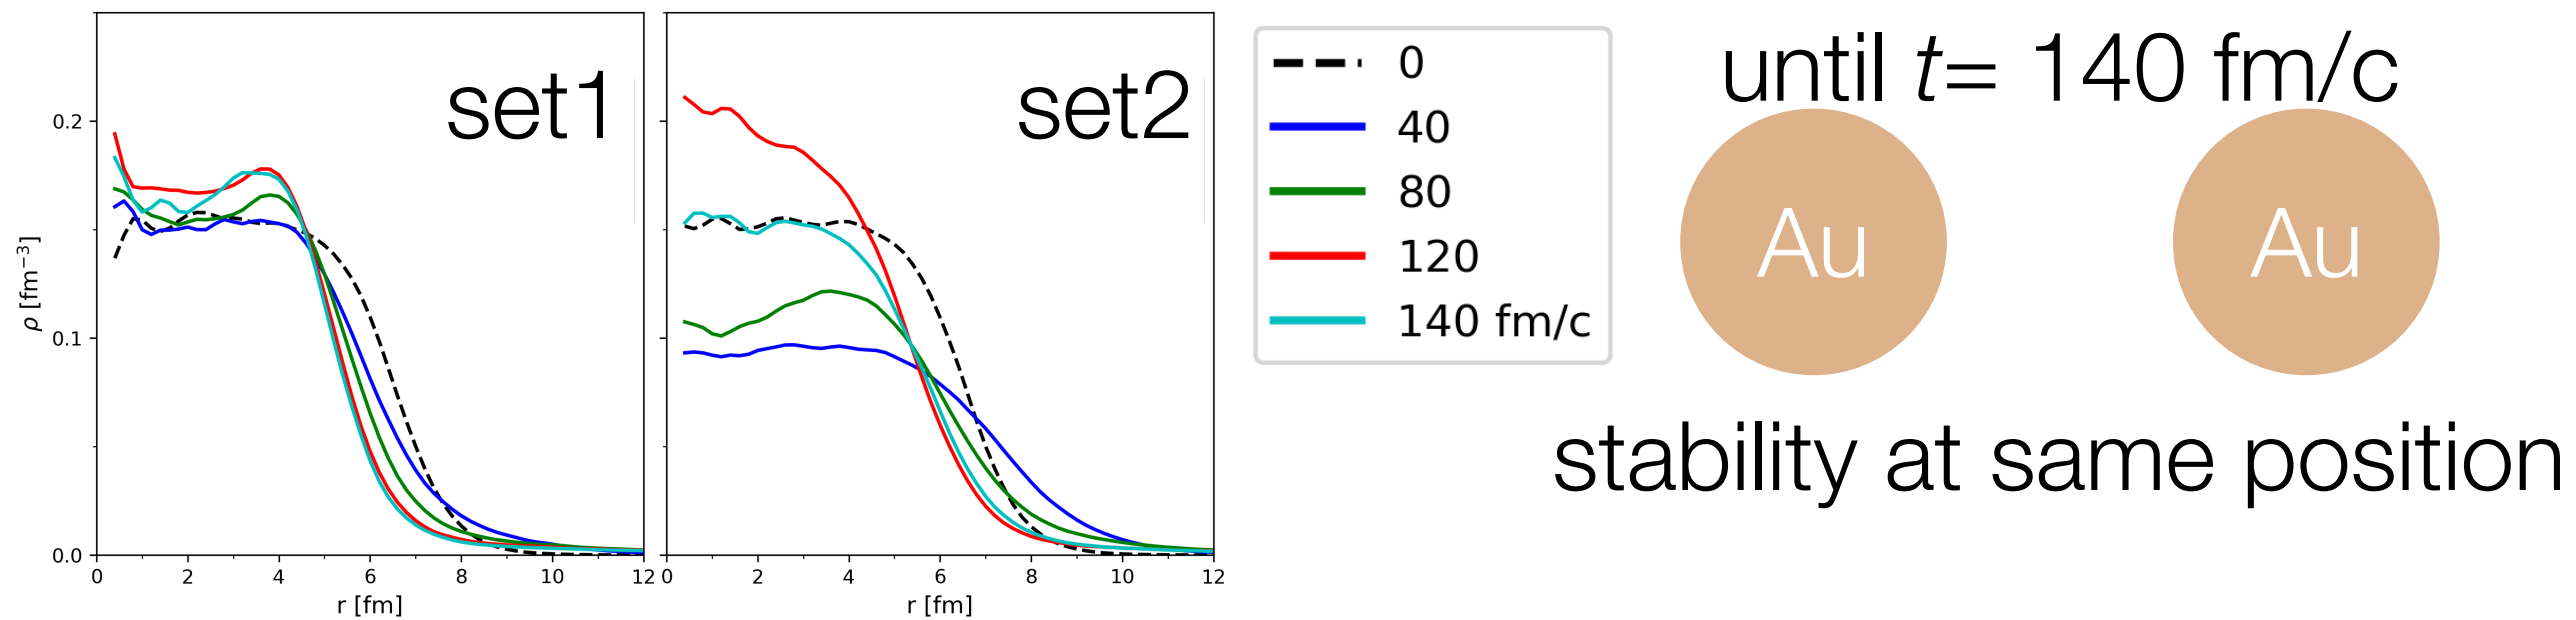 set1
0.2
0.1
0.0
ρ [fm⁻³]
0 2 4 6 8 10 12
r [fm]
set2
0 2 4 6 8 10 12
r [fm]
0
40
80
120
140 fm/c
until t= 140 fm/c
Au Au
stability at same position